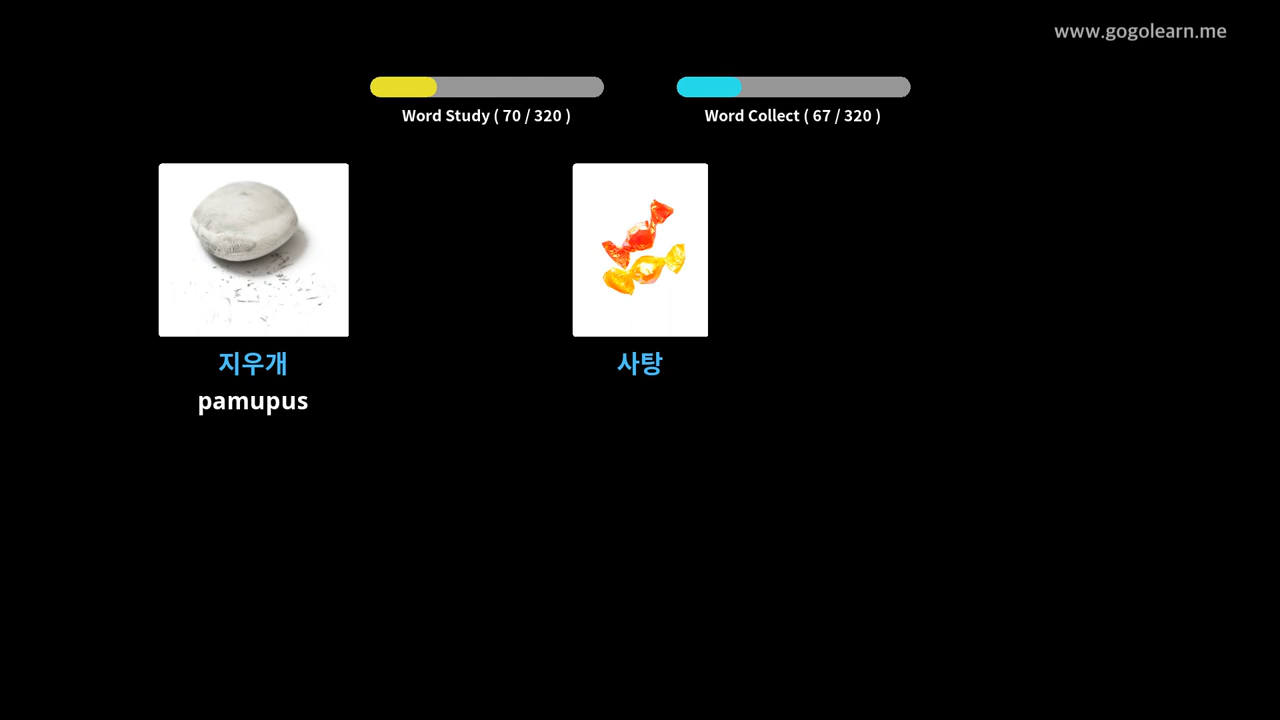 www.gogolearn.me
Word Study ( 70 / 320 )
Word Collect ( 67 / 320 )
지우개
사탕
pamupus